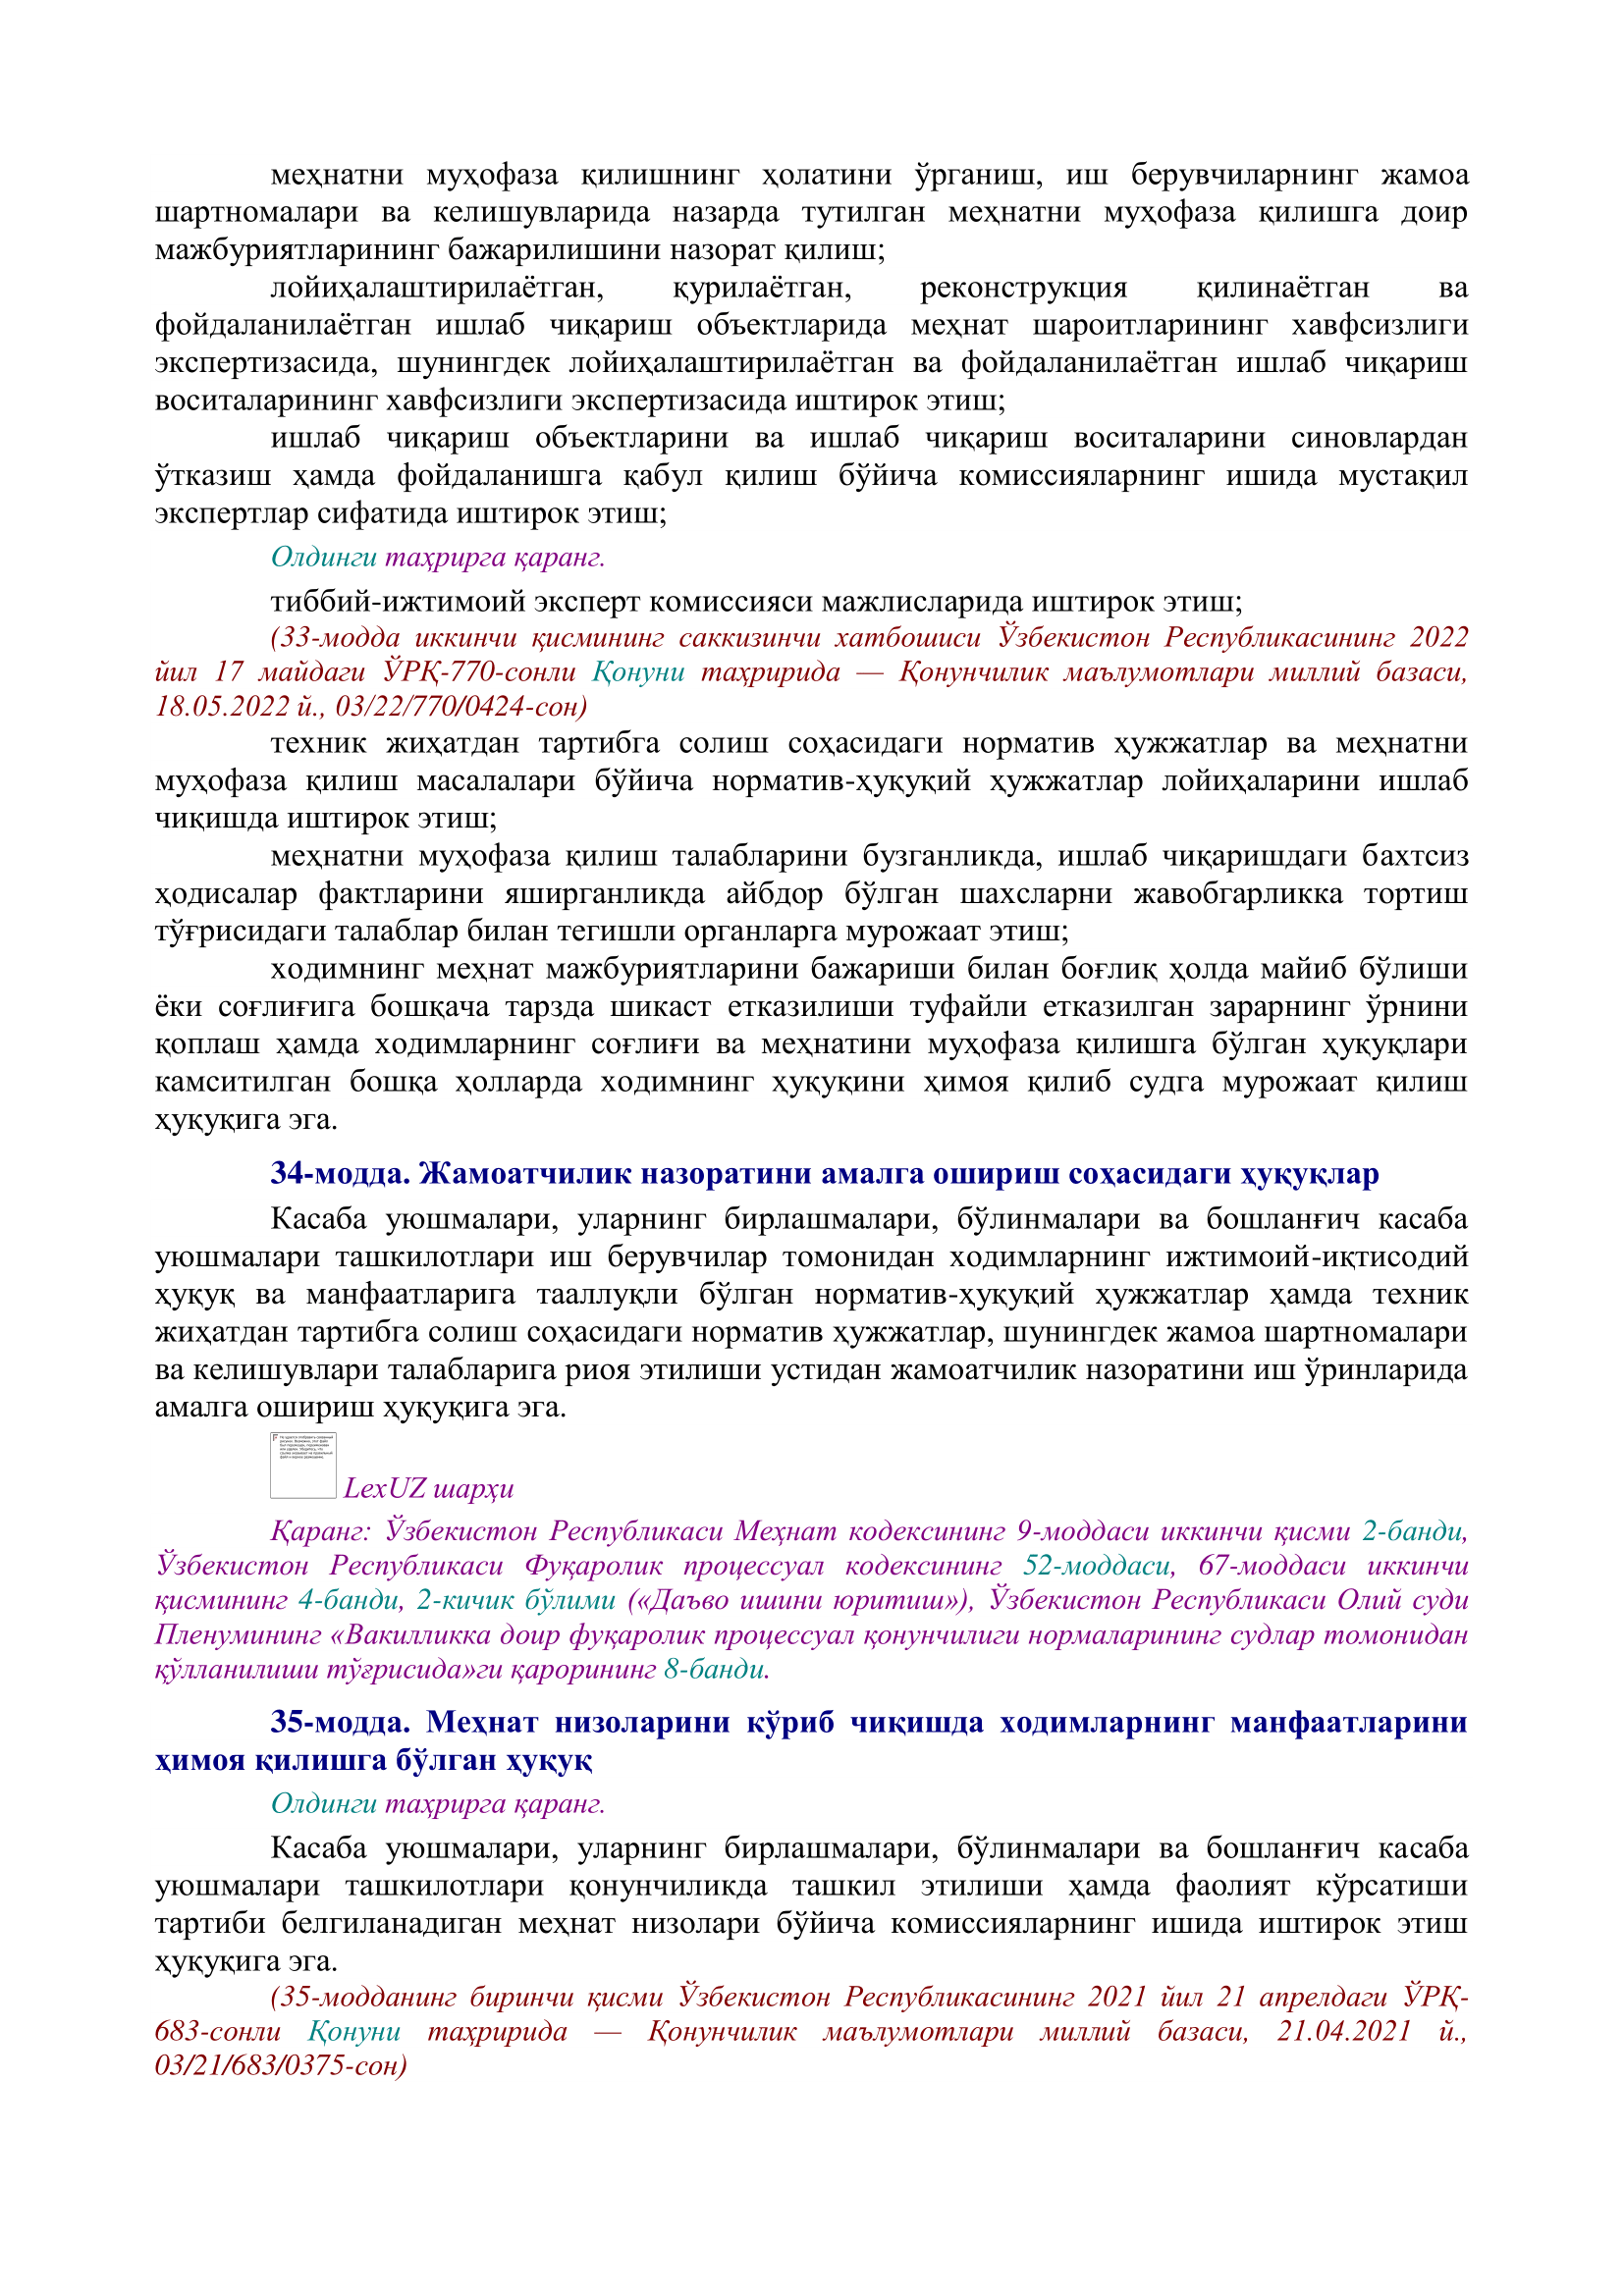 меҳнатни муҳофаза қилишнинг ҳолатини ўрганиш, иш берувчиларнинг жамоа
шартномалари ва келишувларида назарда тутилган меҳнатни муҳофаза қилишга доир
мажбуриятларининг бажарилишини назорат қилиш;
лойиҳалаштирилаётган, қурилаётган, реконструкция қилинаётган ва
фойдаланилаётган ишлаб чиқариш объектларида меҳнат шароитларининг хавфсизлиги
экспертизасида, шунингдек лойиҳалаштирилаётган ва фойдаланилаётган ишлаб чиқариш
воситаларининг хавфсизлиги экспертизасида иштирок этиш;
ишлаб чиқариш объектларини ва ишлаб чиқариш воситаларини синовлардан
ўтказиш ҳамда фойдаланишга қабул қилиш бўйича комиссияларнинг ишида мустақил
экспертлар сифатида иштирок этиш;
Олдинги таҳрирга қаранг.
тиббий-ижтимоий эксперт комиссияси мажлисларида иштирок этиш;
(33-модда иккинчи қисмининг саккизинчи хатбошиси Ўзбекистон Республикасининг 2022
йил 17 майдаги ЎРҚ-770-сонли Қонуни таҳририда — Қонунчилик маълумотлари миллий базаси,
18.05.2022 й., 03/22/770/0424-сон)
техник жиҳатдан тартибга солиш соҳасидаги норматив ҳужжатлар ва меҳнатни
муҳофаза қилиш масалалари бўйича норматив-ҳуқуқий ҳужжатлар лойиҳаларини ишлаб
чиқишда иштирок этиш;
меҳнатни муҳофаза қилиш талабларини бузганликда, ишлаб чиқаришдаги бахтсиз
ҳодисалар фактларини яширганликда айбдор бўлган шахсларни жавобгарликка тортиш
тўғрисидаги талаблар билан тегишли органларга мурожаат этиш;
ходимнинг меҳнат мажбуриятларини бажариши билан боғлиқ ҳолда майиб бўлиши
ёки соғлиғига бошқача тарзда шикаст етказилиши туфайли етказилган зарарнинг ўрнини
қоплаш ҳамда ходимларнинг соғлиғи ва меҳнатини муҳофаза қилишга бўлган ҳуқуқлари
камситилган бошқа ҳолларда ходимнинг ҳуқуқини ҳимоя қилиб судга мурожаат қилиш
ҳуқуқига эга.
34-модда. Жамоатчилик назоратини амалга ошириш соҳасидаги ҳуқуқлар
Касаба уюшмалари, уларнинг бирлашмалари, бўлинмалари ва бошланғич касаба
уюшмалари ташкилотлари иш берувчилар томонидан ходимларнинг ижтимоий-иқтисодий
ҳуқуқ ва манфаатларига тааллуқли бўлган норматив-ҳуқуқий ҳужжатлар ҳамда техник
жиҳатдан тартибга солиш соҳасидаги норматив ҳужжатлар, шунингдек жамоа шартномалари
ва келишувлари талабларига риоя этилиши устидан жамоатчилик назоратини иш ўринларида
амалга ошириш ҳуқуқига эга.
LexUZ шарҳи
Қаранг: Ўзбекистон Республикаси Меҳнат кодексининг 9-моддаси иккинчи қисми 2-банди,
Ўзбекистон Республикаси Фуқаролик процессуал кодексининг 52-моддаси, 67-моддаси иккинчи
қисмининг 4-банди, 2-кичик бўлими («Даъво ишини юритиш»), Ўзбекистон Республикаси Олий суди
Пленумининг «Вакилликка доир фуқаролик процессуал қонунчилиги нормаларининг судлар томонидан
қўлланилиши тўғрисида»ги қарорининг 8-банди.
35-модда. Меҳнат низоларини кўриб чиқишда ходимларнинг манфаатларини
ҳимоя қилишга бўлган ҳуқуқ
Олдинги таҳрирга қаранг.
Касаба уюшмалари, уларнинг бирлашмалари, бўлинмалари ва бошланғич касаба
уюшмалари ташкилотлари қонунчиликда ташкил этилиши ҳамда фаолият кўрсатиши
тартиби белгиланадиган меҳнат низолари бўйича комиссияларнинг ишида иштирок этиш
ҳуқуқига эга.
(35-модданинг биринчи қисми Ўзбекистон Республикасининг 2021 йил 21 апрелдаги ЎРҚ-
683-сонли Қонуни таҳририда — Қонунчилик маълумотлари миллий базаси, 21.04.2021 й.,
03/21/683/0375-сон)